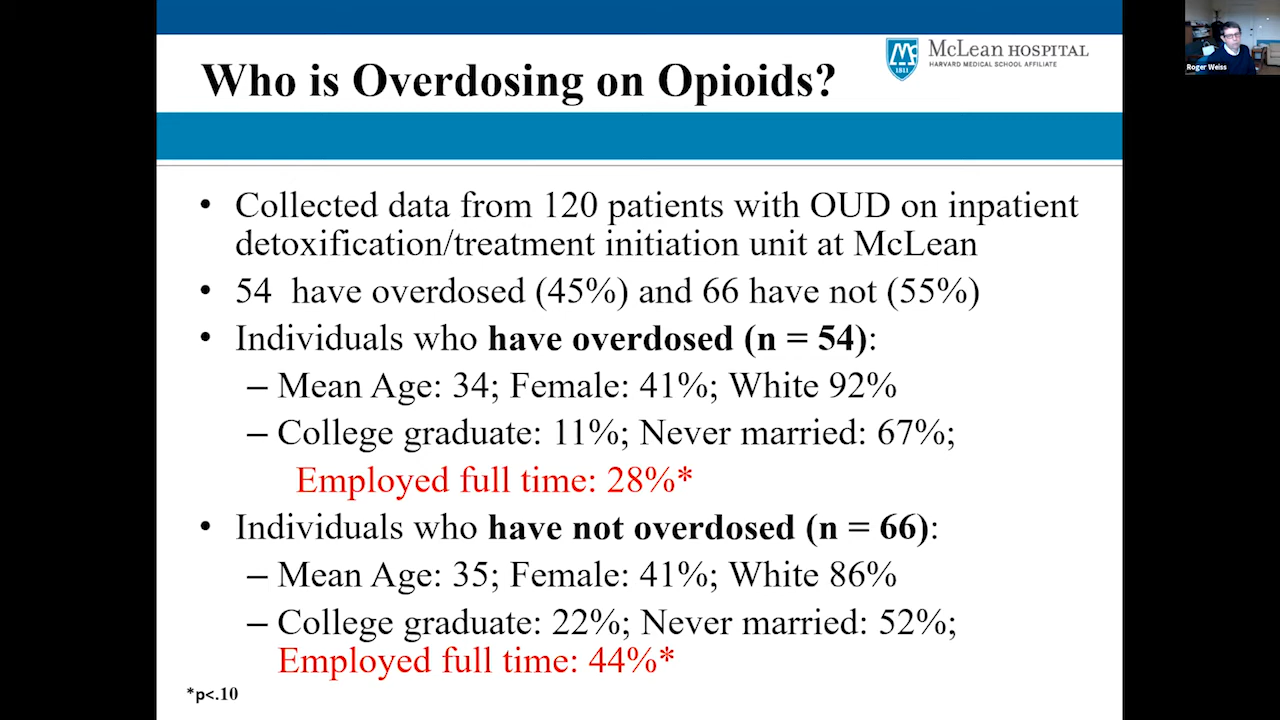 Who is Overdosing on Opioids?
McLean HOSPITAL
HARVARD MEDICAL SCHOOL AFFILIATE
1811
Roger Weiss
• Collected data from 120 patients with OUD on inpatient
detoxification/treatment initiation unit at McLean
• 54 have overdosed (45%) and 66 have not (55%)
• Individuals who have overdosed (n = 54):
– Mean Age: 34; Female: 41%; White 92%
– College graduate: 11%; Never married: 67%;
Employed full time: 28%*
• Individuals who have not overdosed (n = 66):
– Mean Age: 35; Female: 41%; White 86%
– College graduate: 22%; Never married: 52%;
Employed full time: 44%*
*p<.10